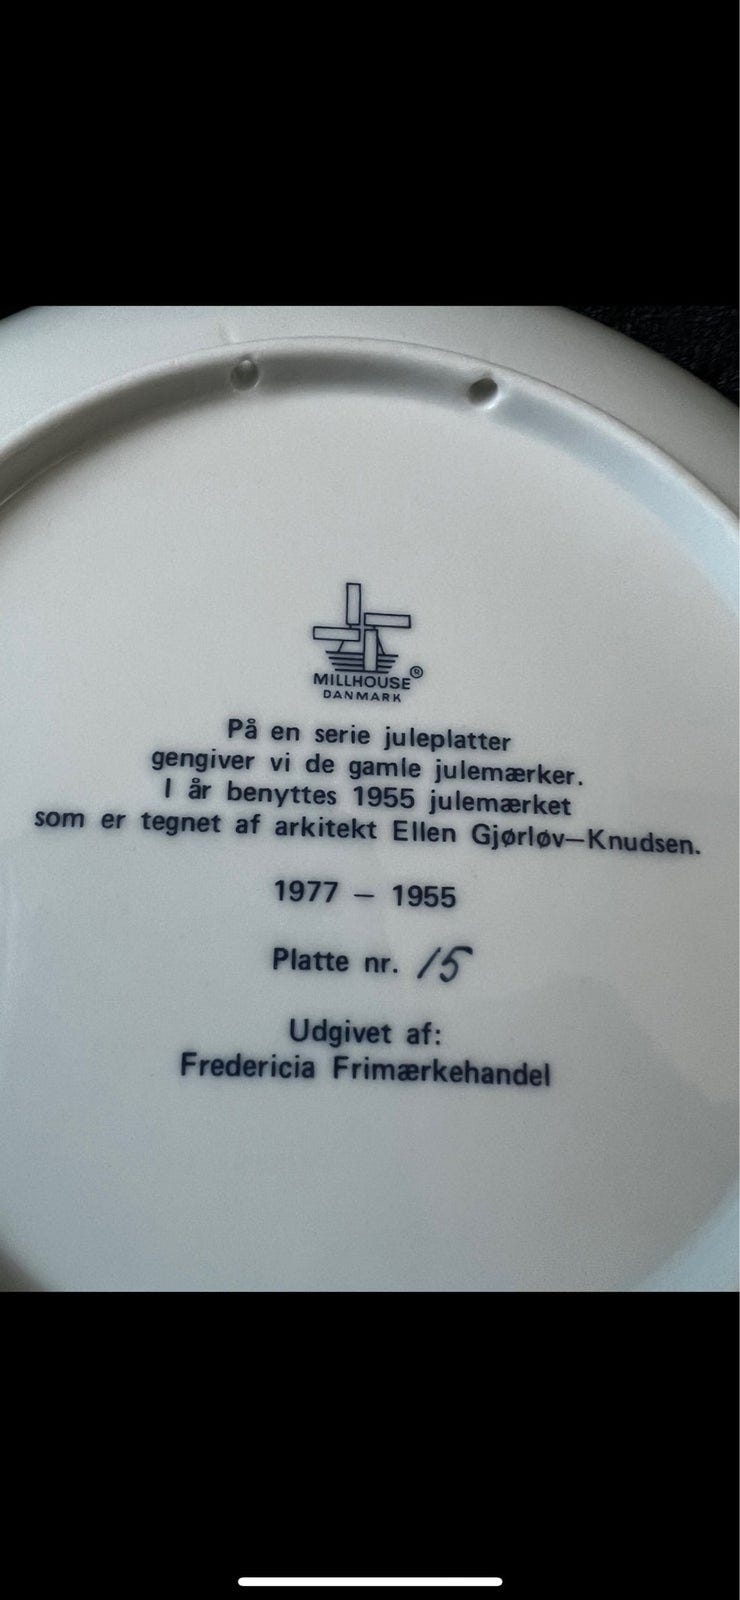 MILLHOUSE®
DANMARK
På en serie juleplatter
gengiver vi de gamle julemærker.
I år benyttes 1955 julemærket
som er tegnet af arkitekt Ellen Gjørløv–Knudsen.
1977 – 1955
Platte nr. 15
Udgivet af:
Fredericia Frimærkehandel